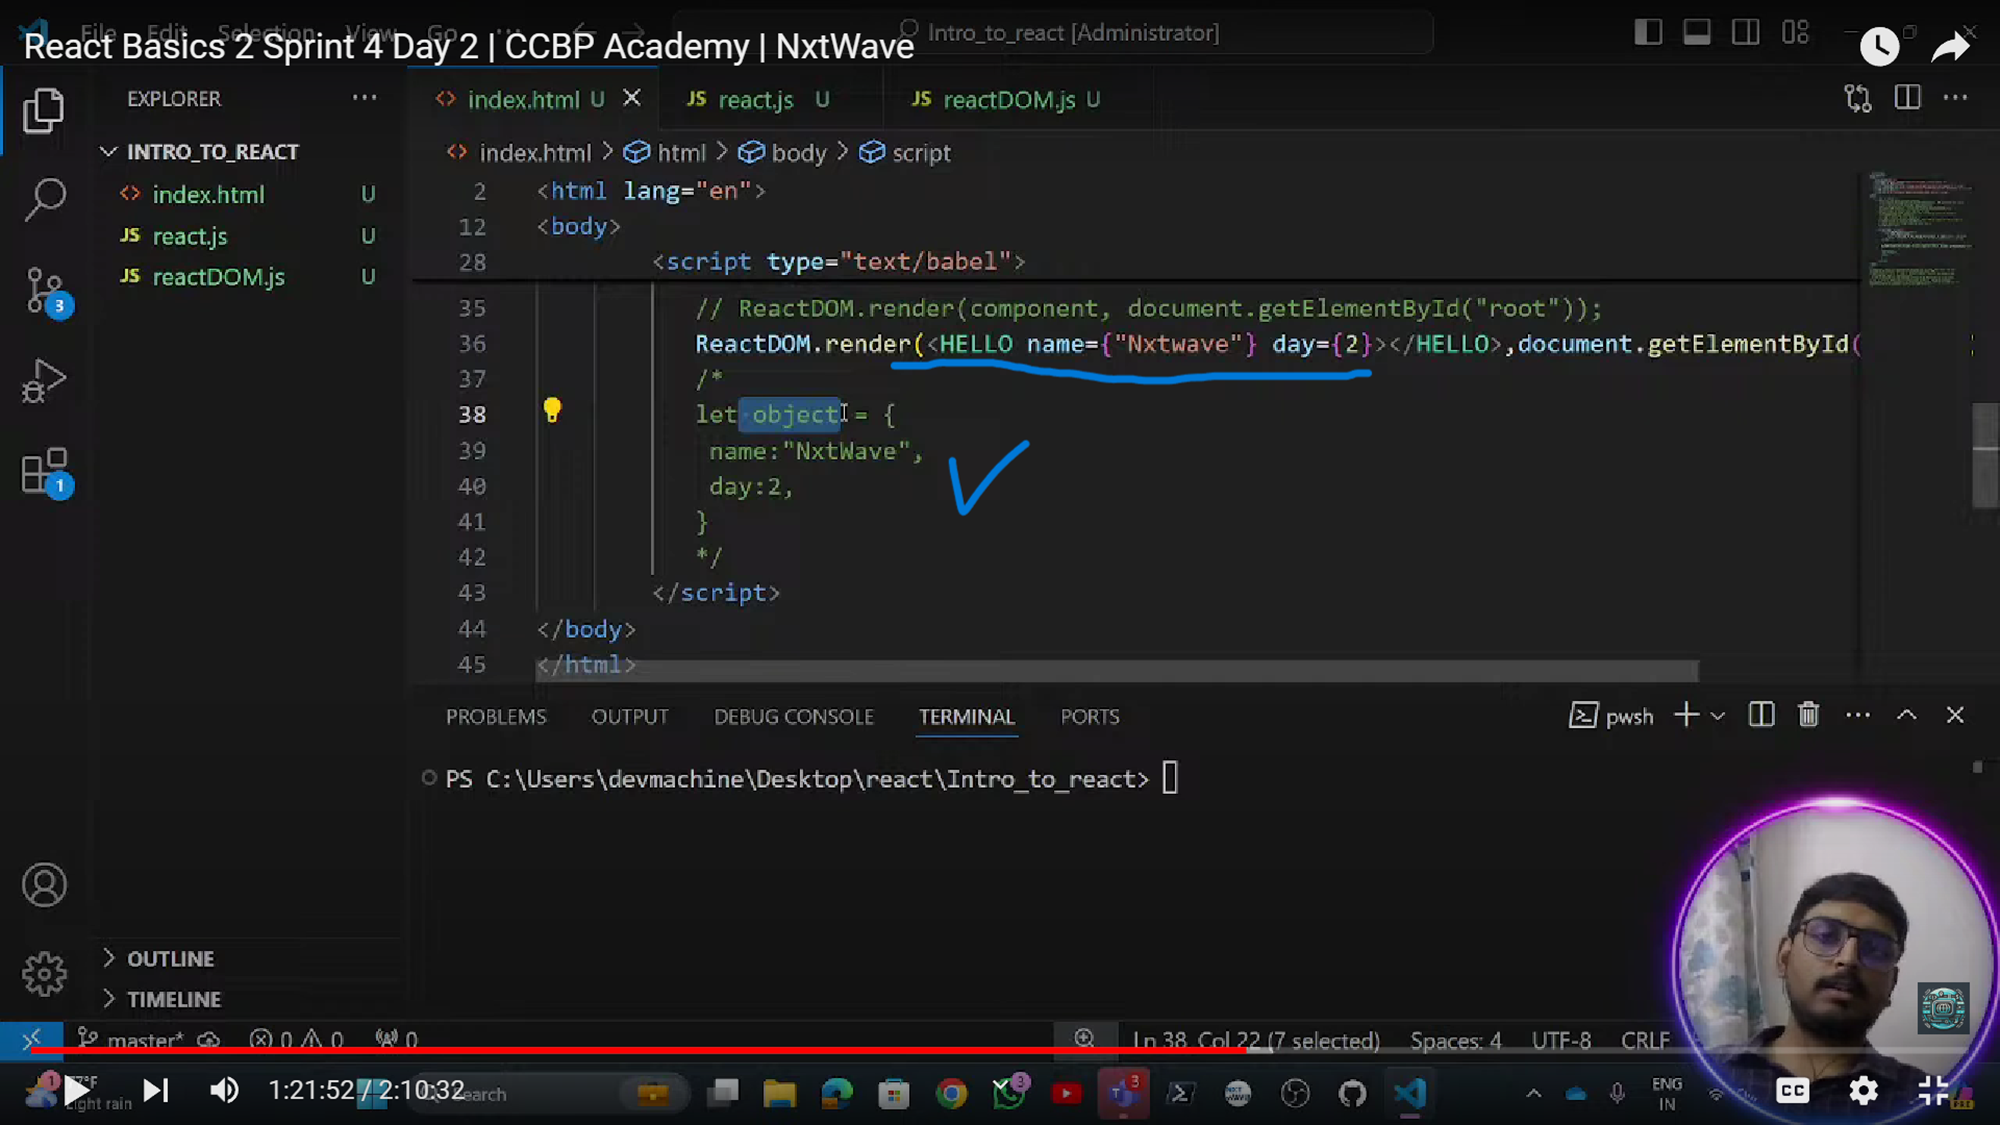 File Edit Selection View Go
Intro_to_react [Administrator]
React Basics 2 Sprint 4 Day 2 | CCBP Academy | NxtWave
EXPLORER
index.html U
JS react.js U
JS reactDOM.js U
INTRO_TO_REACT
index.html U
JS react.js U
JS reactDOM.js U
3
1
index.html > html > body > script
2 <html lang="en">
12 <body>
28 <script type="text/babel">
35 // ReactDOM.render(component, document.getElementById("root"));
36 ReactDOM.render(<HELLO name={"Nxtwave"} day={2}></HELLO>,document.getElementById(
37 /*
38 let object = {
39 name:"NxtWave",
40 day:2,
41 }
42 */
43 </script>
44 </body>
45 </html>
PROBLEMS OUTPUT DEBUG CONSOLE TERMINAL PORTS
pwsh
PS C:\Users\devmachine\Desktop\react\Intro_to_react>
OUTLINE
TIMELINE
master* 0 0 0
Ln 38, Col 22 (7 selected) Spaces: 4 UTF-8 CRLF
1:21:52 / 2:10:32
Light rain
1
3
3
ENG
IN
CC